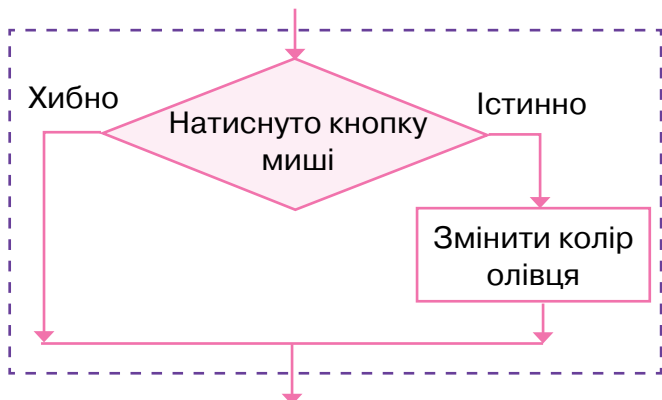 Хибно
Істинно
Натиснуто кнопку
миші
Змінити колір
олівця